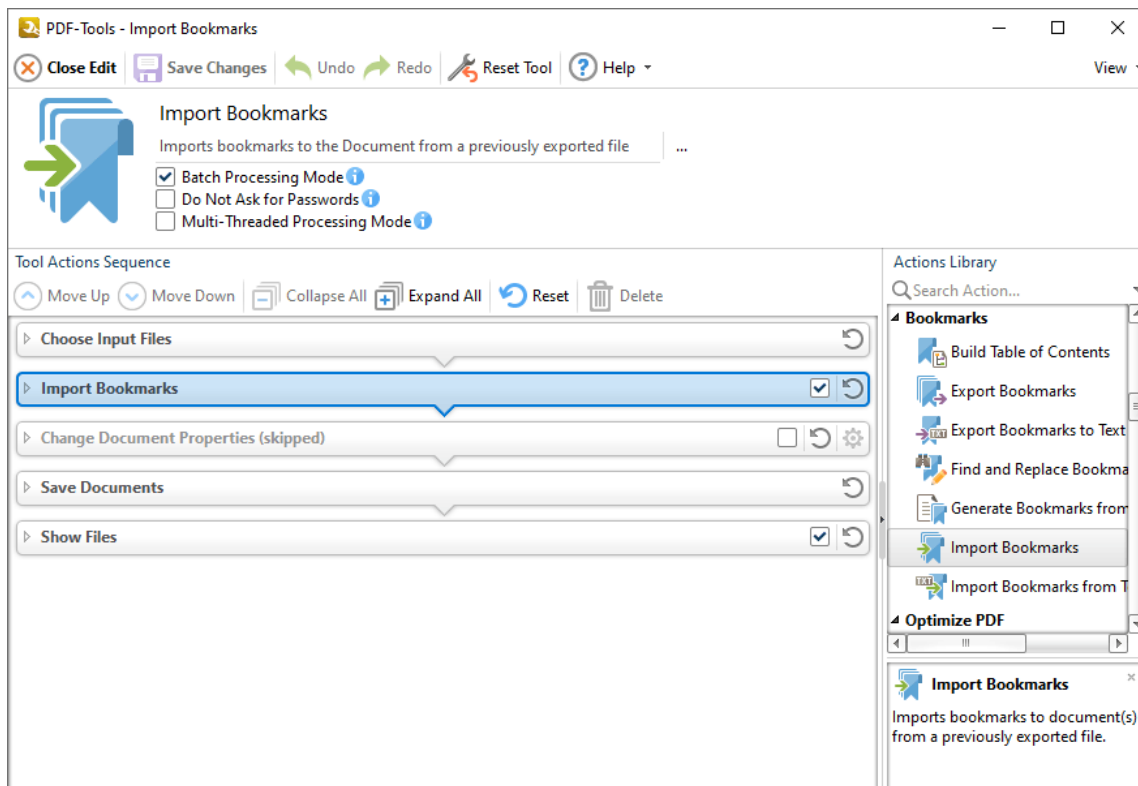 PDF-Tools - Import Bookmarks
Close Edit Save Changes Undo Redo Reset Tool Help View
Import Bookmarks
Imports bookmarks to the Document from a previously exported file ...
Batch Processing Mode
Do Not Ask for Passwords
Multi-Threaded Processing Mode
Tool Actions Sequence
Move Up Move Down Collapse All Expand All Reset Delete
Choose Input Files
Import Bookmarks
Change Document Properties (skipped)
Save Documents
Show Files
Actions Library
Search Action...
Bookmarks
Build Table of Contents
Export Bookmarks
TXT Export Bookmarks to Text
Find and Replace Bookma
Generate Bookmarks from
Import Bookmarks
TXT Import Bookmarks from T
Optimize PDF
Import Bookmarks
Imports bookmarks to document(s)
from a previously exported file.